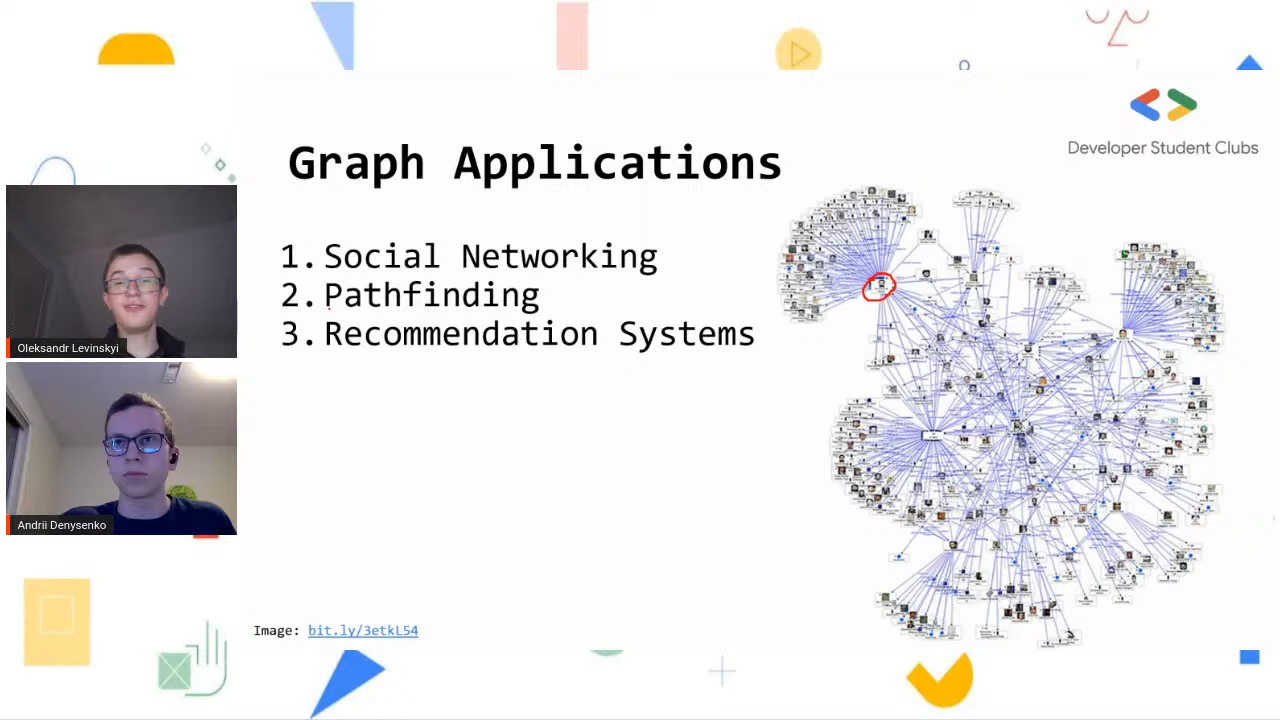 Developer Student Clubs
Graph Applications
1. Social Networking
2. Pathfinding
3. Recommendation Systems
Oleksandr Levinskyi
Andrii Denysenko
Image: bit.ly/3etkL54